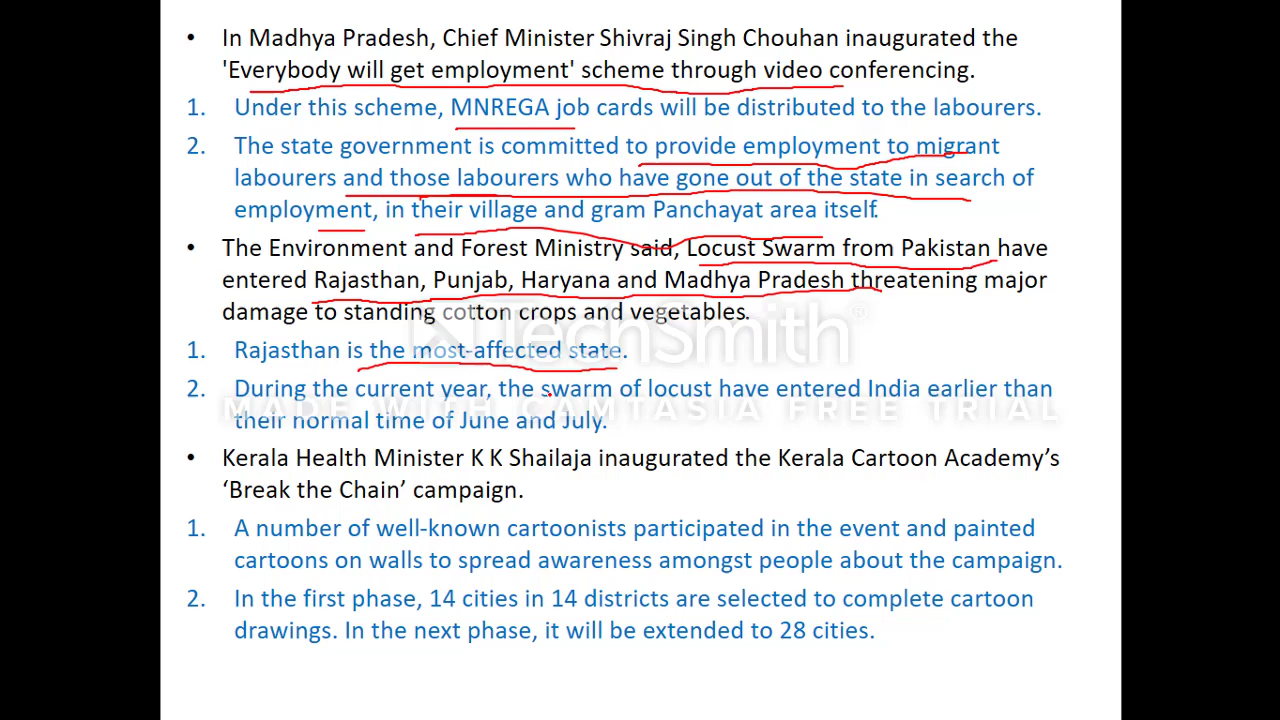 • In Madhya Pradesh, Chief Minister Shivraj Singh Chouhan inaugurated the
'Everybody will get employment' scheme through video conferencing.
1. Under this scheme, MNREGA job cards will be distributed to the labourers.
2. The state government is committed to provide employment to migrant
labourers and those labourers who have gone out of the state in search of
employment, in their village and gram Panchayat area itself.
• The Environment and Forest Ministry said, Locust Swarm from Pakistan have
entered Rajasthan, Punjab, Haryana and Madhya Pradesh threatening major
damage to standing cotton crops and vegetables.
TechSmith®
1. Rajasthan is the most-affected state.
2. During the current year, the swarm of locust have entered India earlier than
MADE WITH CAMTASIA FREE TRIAL
their normal time of June and July.
• Kerala Health Minister K K Shailaja inaugurated the Kerala Cartoon Academy’s
‘Break the Chain’ campaign.
1. A number of well-known cartoonists participated in the event and painted
cartoons on walls to spread awareness amongst people about the campaign.
2. In the first phase, 14 cities in 14 districts are selected to complete cartoon
drawings. In the next phase, it will be extended to 28 cities.